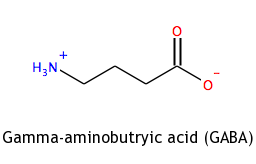 O
H₃N⁺
O⁻
Gamma-aminobutryic acid (GABA)